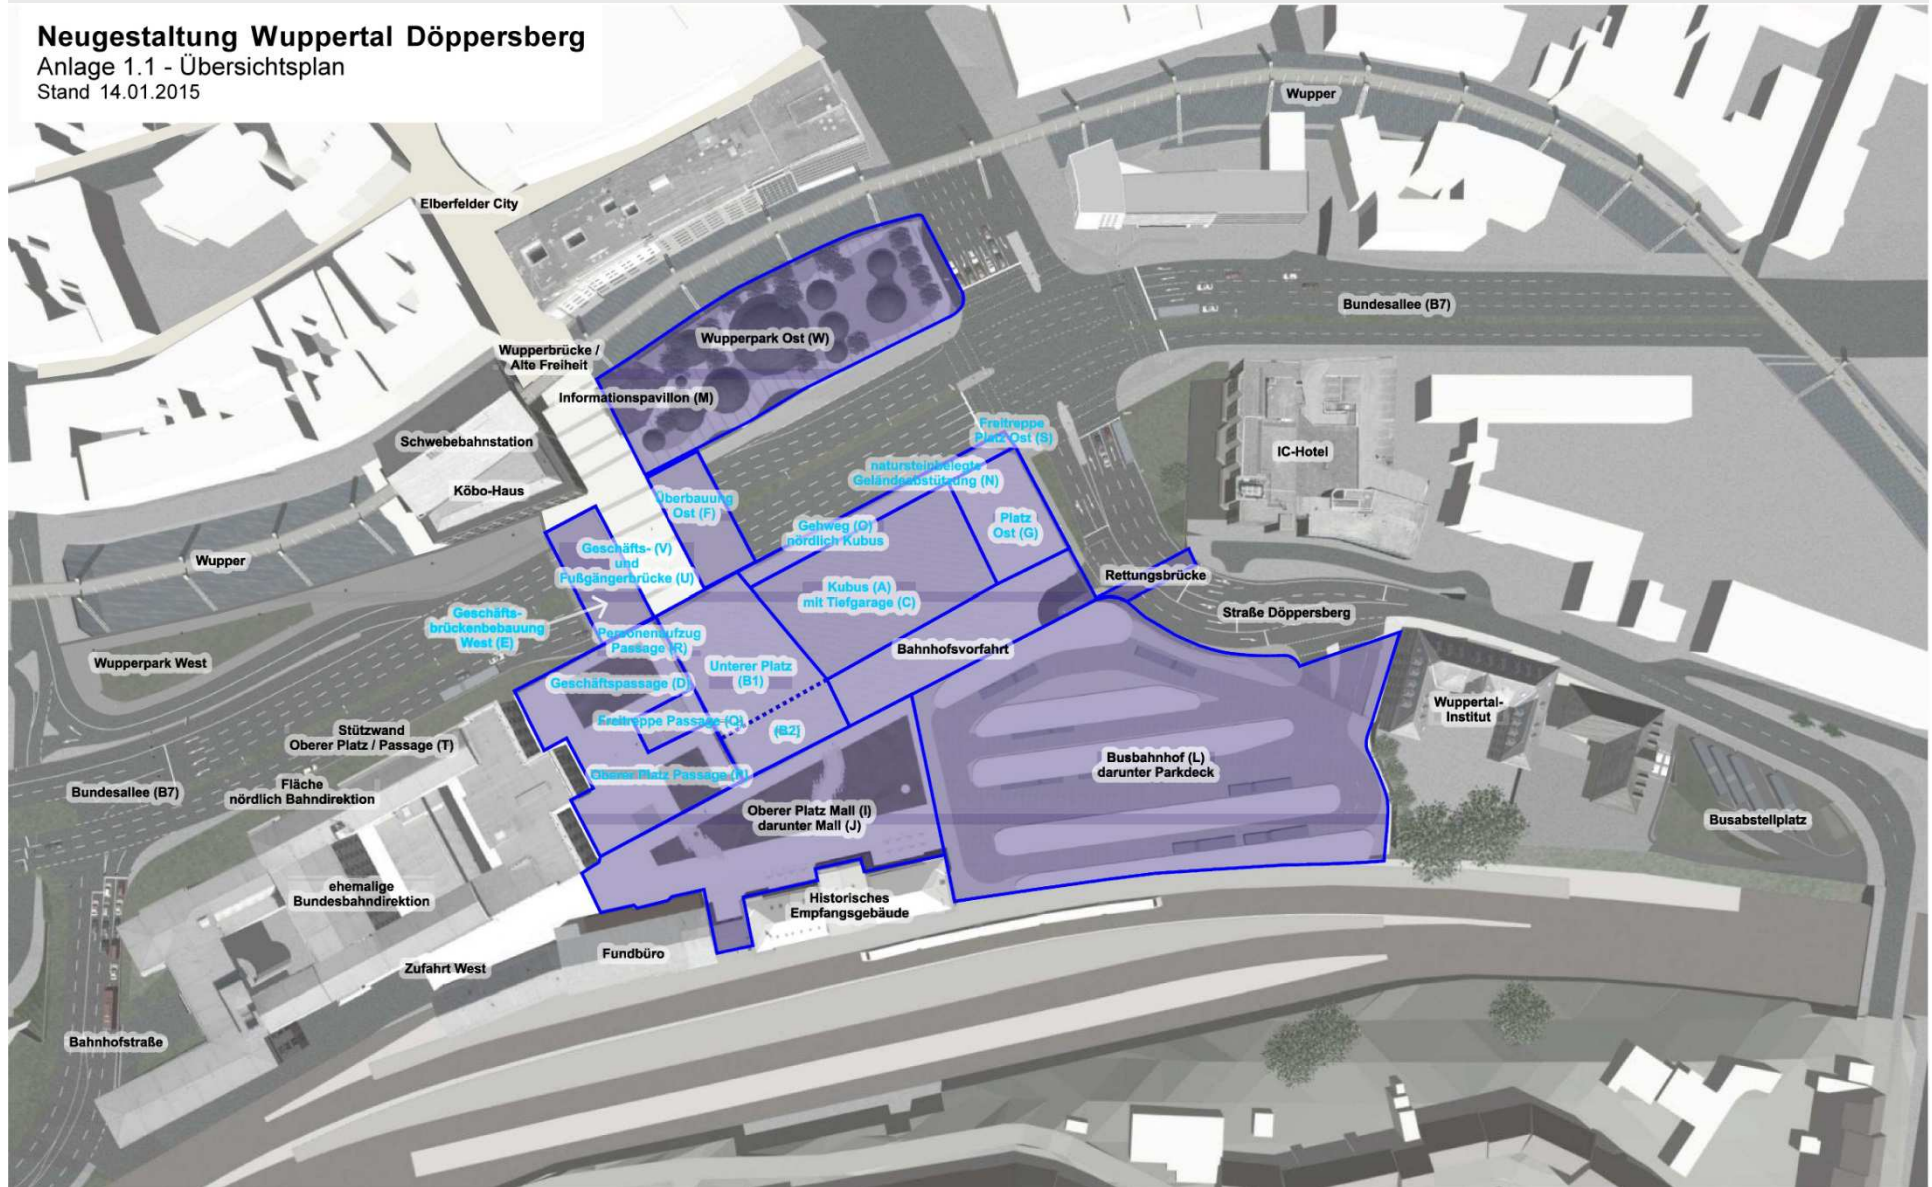 Neugestaltung Wuppertal Döppersberg
Anlage 1.1 - Übersichtsplan
Stand 14.01.2015
Wupper
Elberfelder City
Bundesallee (B7)
Wupperpark Ost (W)
Wupperbrücke /
Alte Freiheit
Informationspavillon (M)
Schwebebahnstation
Köbo-Haus
Freitreppe
Platz Ost (S)
IC-Hotel
natursteinbelegte
Geländeabstützung (N)
Überbauung
Ost (F)
Platz
Ost (G)
Gehweg (O)
nördlich Kubus
Wupper
Geschäfts- (V)
und
Fußgängerbrücke (U)
Rettungsbrücke
Kubus (A)
mit Tiefgarage (C)
Straße Döppersberg
Geschäfts-
brückenbebauung
West (E)
Personenaufzug
Passage (R)
Bahnhofsvorfahrt
Wupperpark West
Unterer Platz
(B1)
Geschäftspassage (D)
Wuppertal-
Institut
Freitreppe Passage (Q)
(B2)
Stützwand
Oberer Platz / Passage (T)
Busbahnhof (L)
darunter Parkdeck
Oberer Platz Passage
Fläche
nördlich Bahndirektion
Bundesallee (B7)
Oberer Platz Mall (I)
darunter Mall (J)
Busabstellplatz
ehemalige
Bundesbahndirektion
Historisches
Empfangsgebäude
Fundbüro
Zufahrt West
Bahnhofstraße